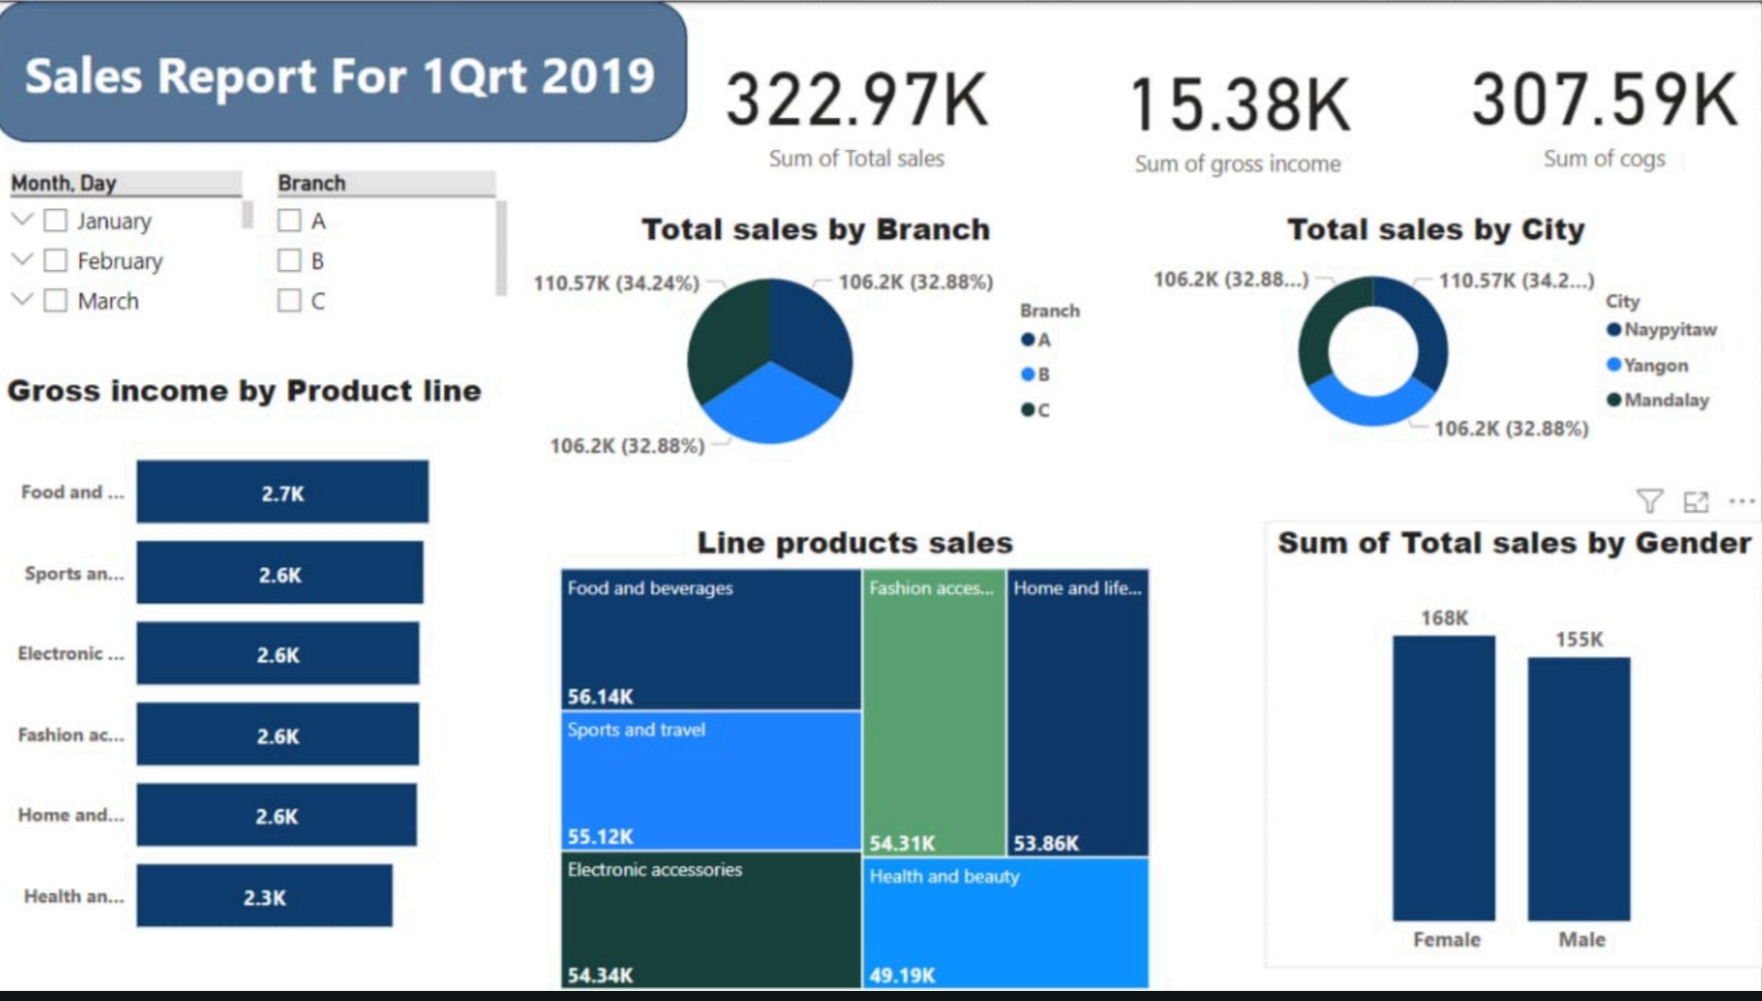 Sales Report For 1Qrt 2019
322.97K
Sum of Total sales
15.38K
Sum of gross income
307.59K
Sum of cogs
Month, Day
January
February
March
Branch
A
B
C
Total sales by Branch
110.57K (34.24%)
106.2K (32.88%)
106.2K (32.88%)
Branch
A
B
C
Total sales by City
106.2K (32.88...)
110.57K (34.2...)
106.2K (32.88%)
City
Naypyitaw
Yangon
Mandalay
Gross income by Product line
Food and ...
2.7K
Sports an...
2.6K
Electronic ...
2.6K
Fashion ac...
2.6K
Home and...
2.6K
Health an...
2.3K
Line products sales
Food and beverages
56.14K
Sports and travel
55.12K
Electronic accessories
54.34K
Fashion acces...
54.31K
Home and life...
53.86K
Health and beauty
49.19K
Sum of Total sales by Gender
168K
155K
Female
Male